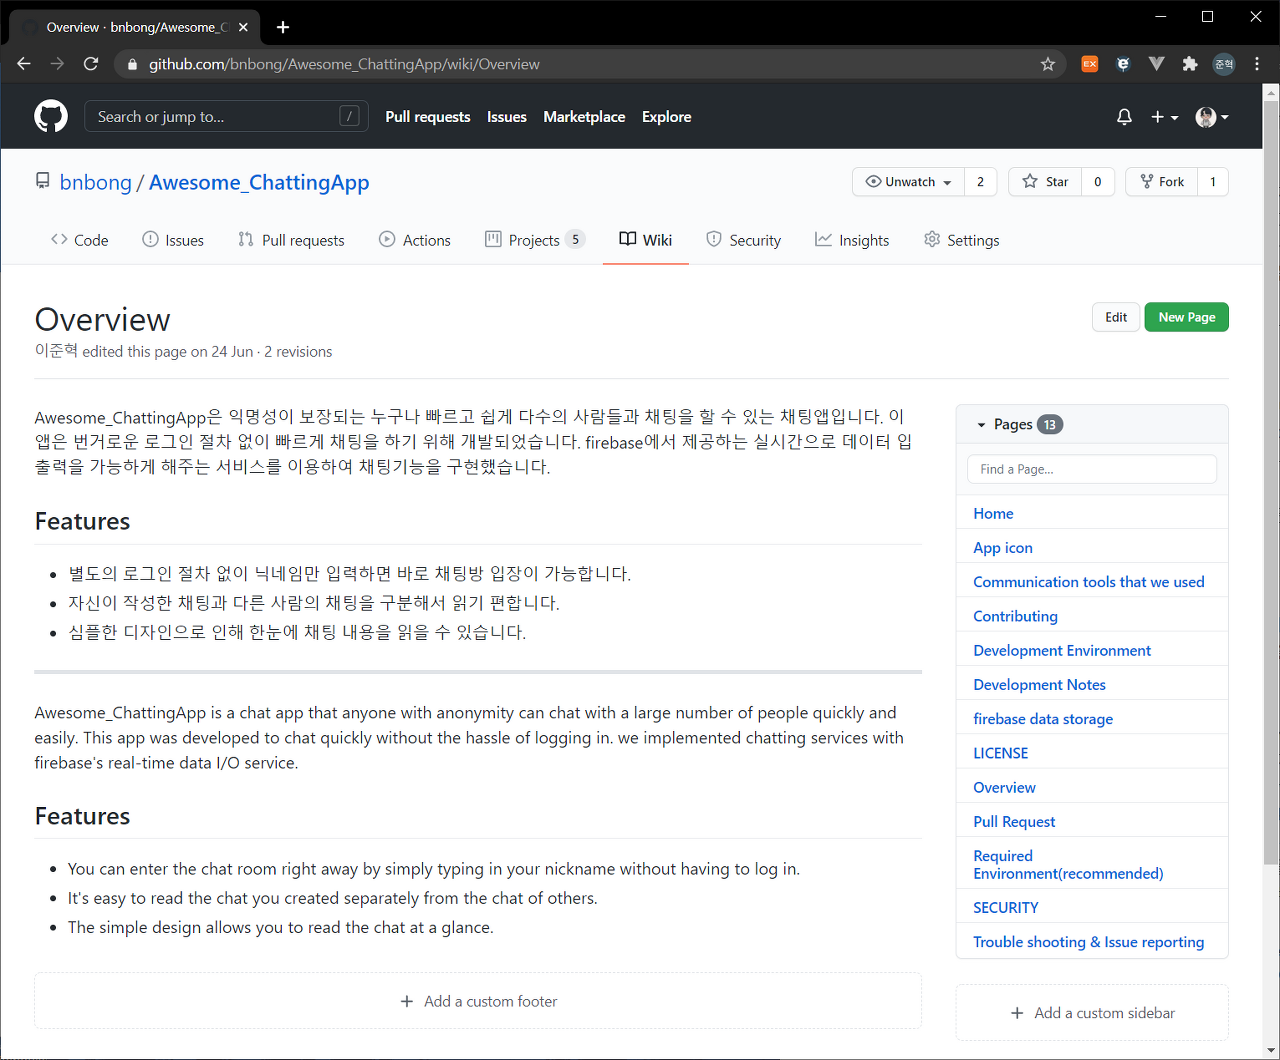 Overview · bnbong/Awesome_C
github.com/bnbong/Awesome_ChattingApp/wiki/Overview
EX
준혁
Search or jump to...
/
Pull requests
Issues
Marketplace
Explore
bnbong / Awesome_ChattingApp
Unwatch 2
Star 0
Fork 1
Code
Issues
Pull requests
Actions
Projects 5
Wiki
Security
Insights
Settings
Overview
Edit
New Page
이준혁 edited this page on 24 Jun · 2 revisions
Awesome_ChattingApp은 익명성이 보장되는 누구나 빠르고 쉽게 다수의 사람들과 채팅을 할 수 있는 채팅앱입니다. 이
앱은 번거로운 로그인 절차 없이 빠르게 채팅을 하기 위해 개발되었습니다. firebase에서 제공하는 실시간으로 데이터 입
출력을 가능하게 해주는 서비스를 이용하여 채팅기능을 구현했습니다.
Features
별도의 로그인 절차 없이 닉네임만 입력하면 바로 채팅방 입장이 가능합니다.
자신이 작성한 채팅과 다른 사람의 채팅을 구분해서 읽기 편합니다.
심플한 디자인으로 인해 한눈에 채팅 내용을 읽을 수 있습니다.
Awesome_ChattingApp is a chat app that anyone with anonymity can chat with a large number of people quickly and
easily. This app was developed to chat quickly without the hassle of logging in. we implemented chatting services with
firebase's real-time data I/O service.
Features
You can enter the chat room right away by simply typing in your nickname without having to log in.
It's easy to read the chat you created separately from the chat of others.
The simple design allows you to read the chat at a glance.
Add a custom footer
Pages 13
Find a Page...
Home
App icon
Communication tools that we used
Contributing
Development Environment
Development Notes
firebase data storage
LICENSE
Overview
Pull Request
Required
Environment(recommended)
SECURITY
Trouble shooting & Issue reporting
Add a custom sidebar